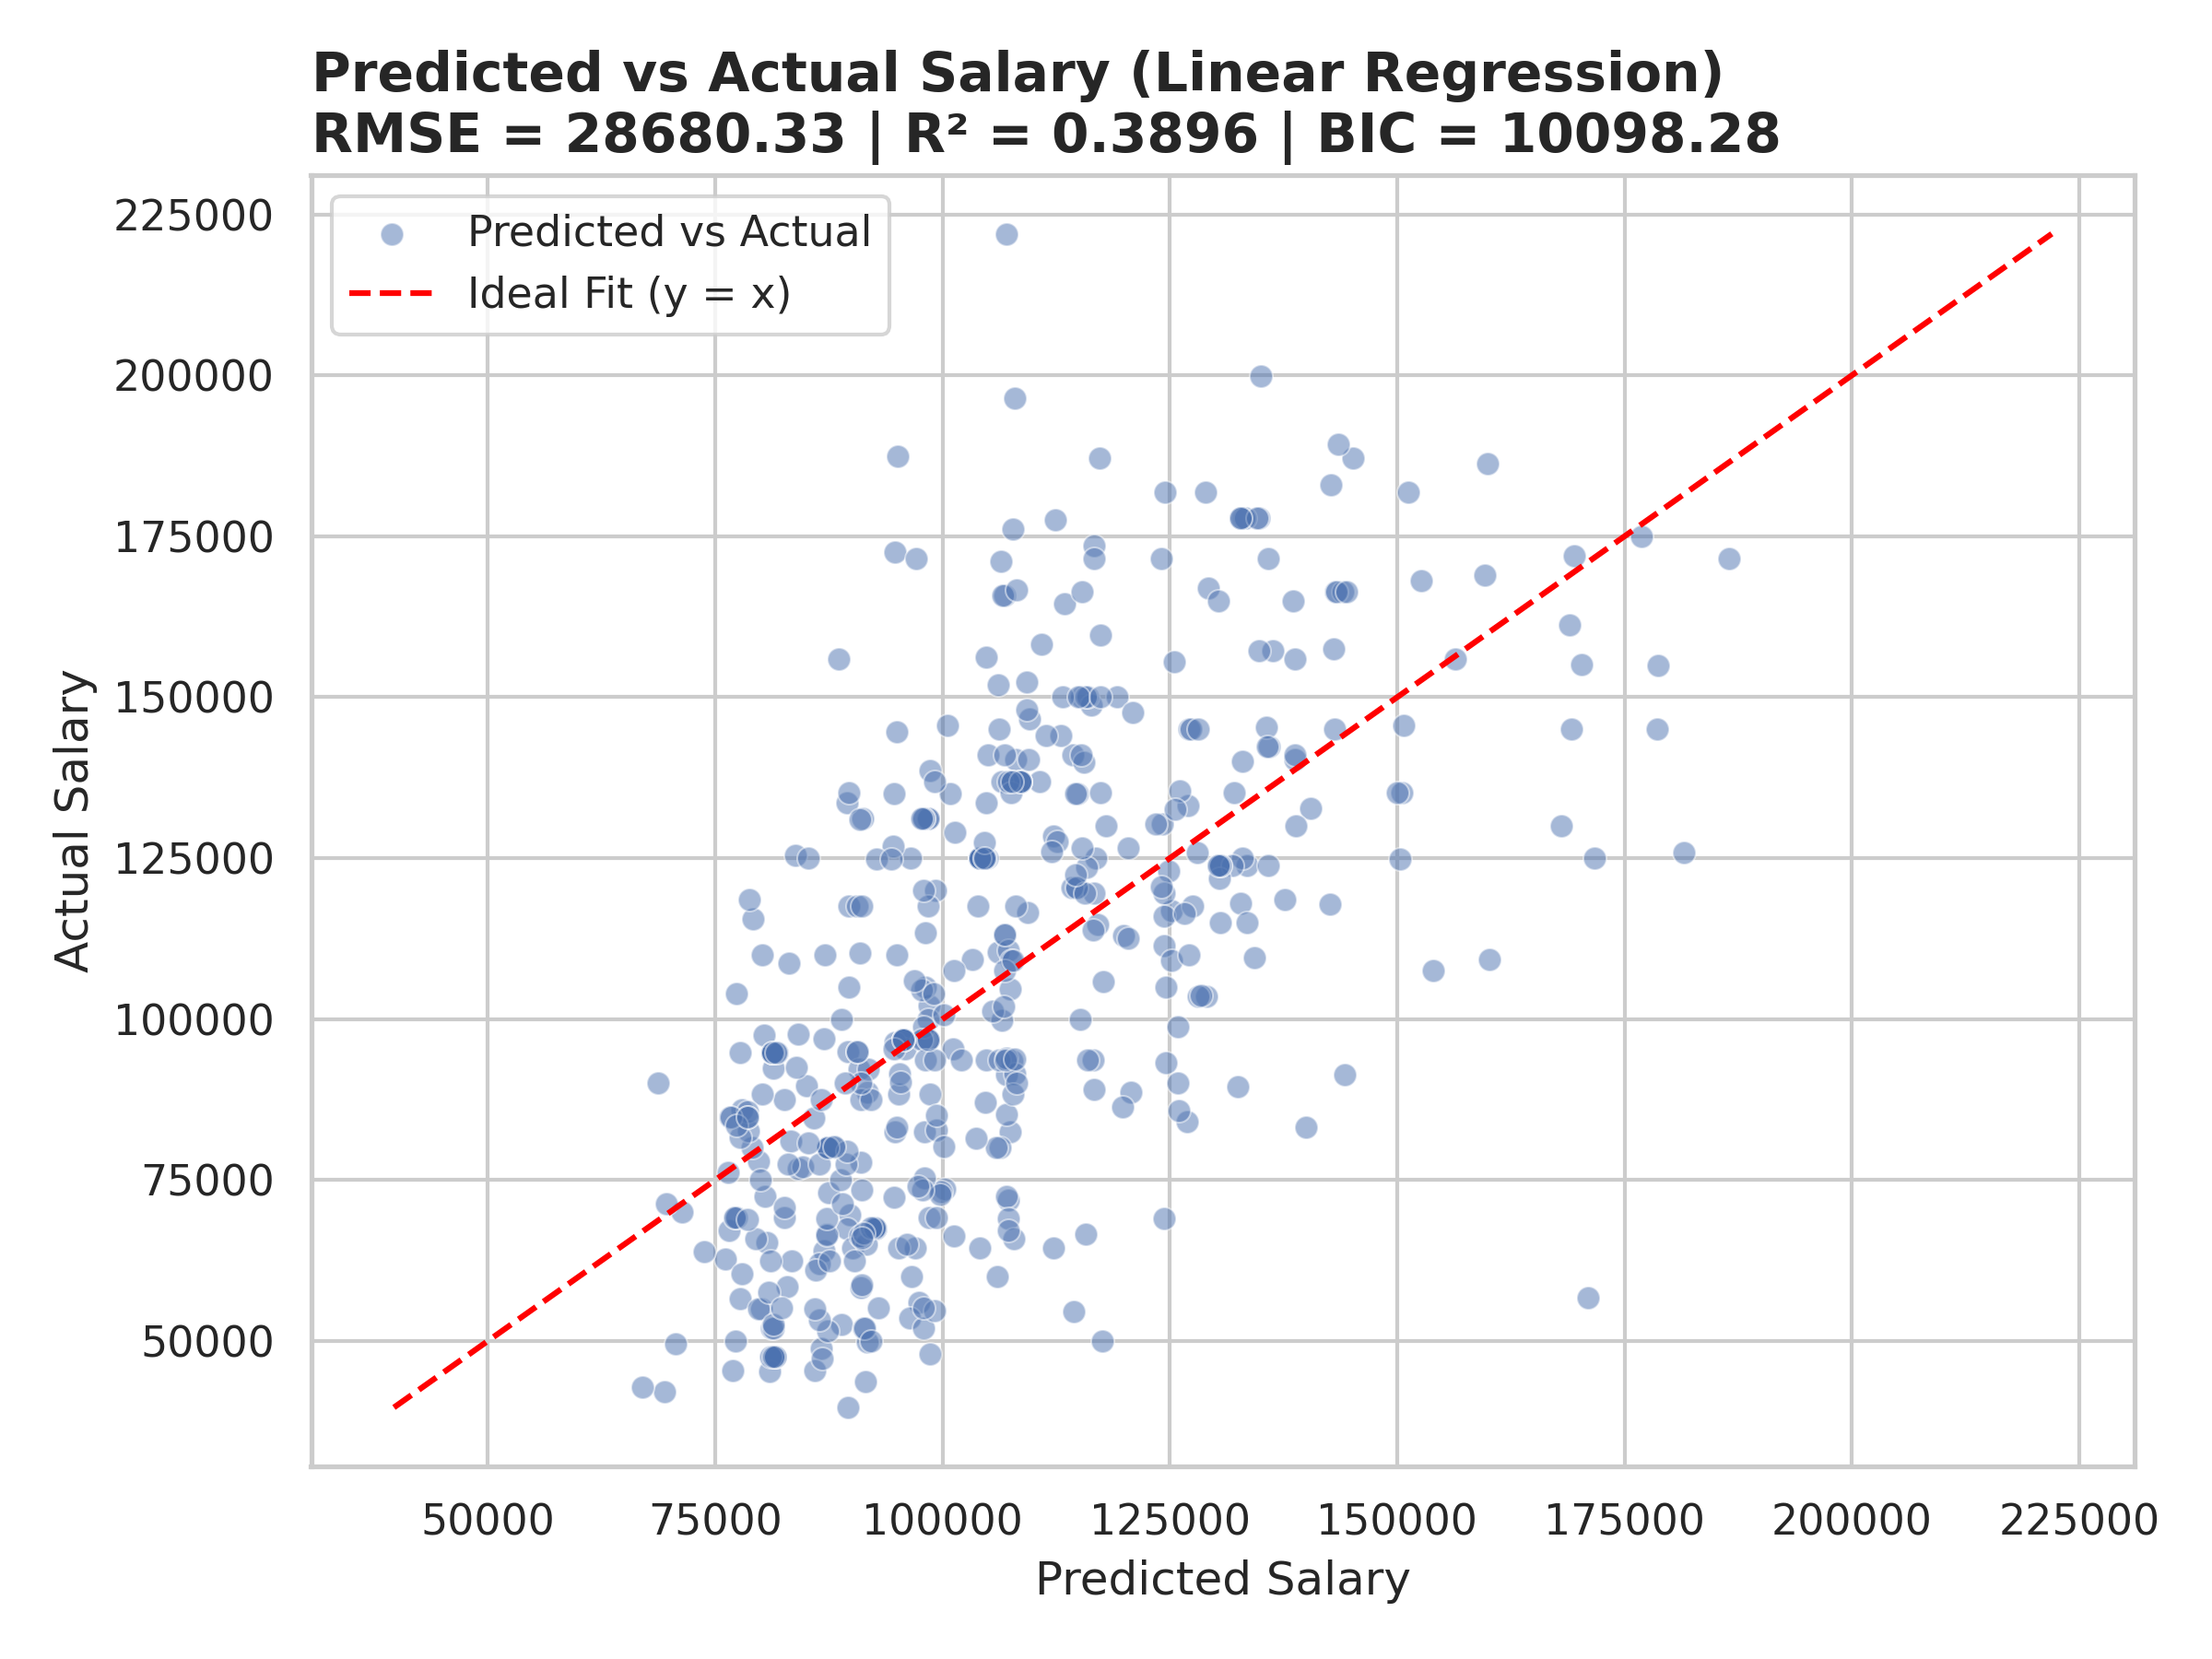 Predicted vs Actual Salary (Linear Regression)
RMSE = 28680.33 | R² = 0.3896 | BIC = 10098.28
Predicted vs Actual
Ideal Fit (y = x)
Actual Salary
225000
200000
175000
150000
125000
100000
75000
50000
50000 75000 100000 125000 150000 175000 200000 225000
Predicted Salary